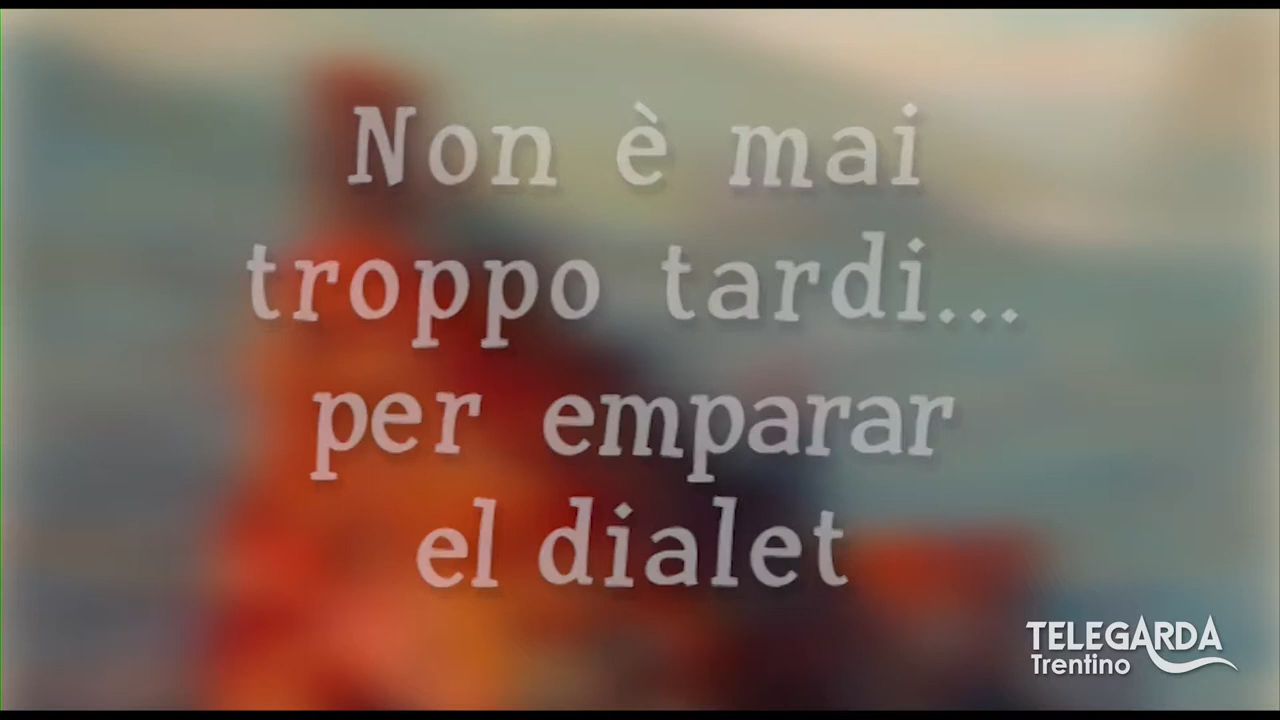 Non è mai
troppo tardi...
per emparar
el dialet
TELEGARDA
Trentino